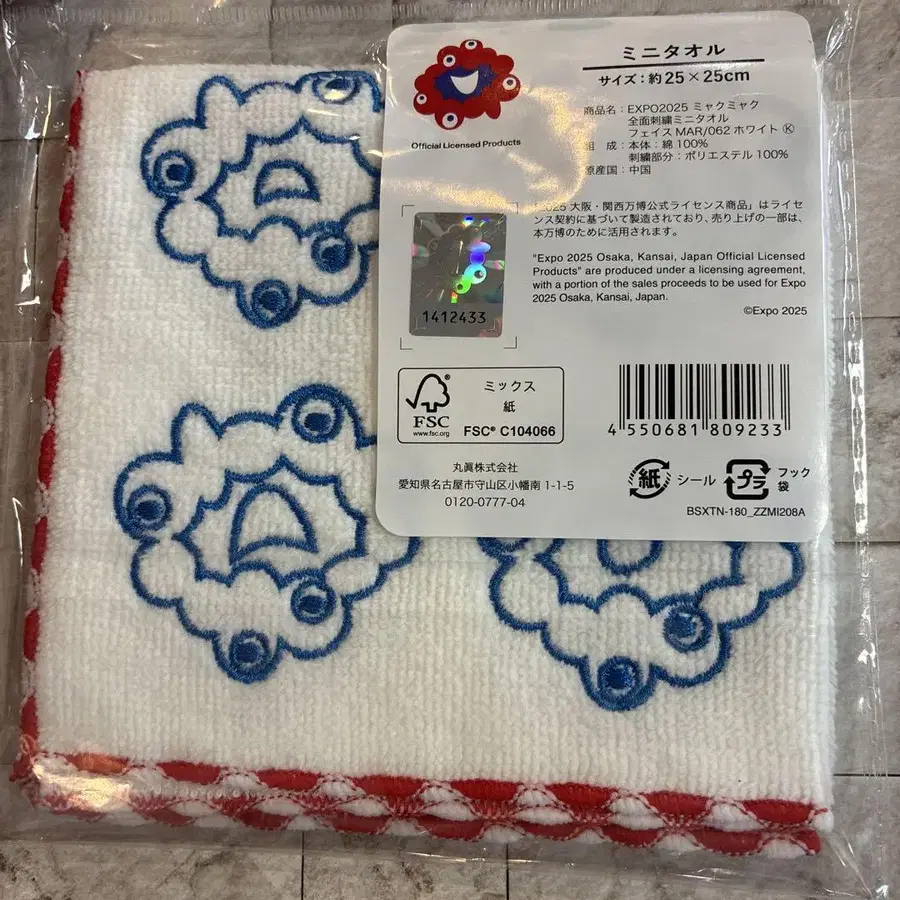 ミニタオル
サイズ：約25×25cm
商品名：EXPO2025 ミャクミャク
全面刺繍ミニタオル
フェイス MAR/062 ホワイト Ⓚ
組　成：本体：綿100%
刺繍部分：ポリエステル100%
原産国：中国
Official Licensed Products
2025 大阪・関西万博公式ライセンス商品」はライセ
ンス契約に基づいて製造されており、売り上げの一部は、
本万博のために活用されます。
"Expo 2025 Osaka, Kansai, Japan Official Licensed
Products" are produced under a licensing agreement,
with a portion of the sales proceeds to be used for Expo
2025 Osaka, Kansai, Japan.
©Expo 2025
1412433
FSC
www.fsc.org
ミックス
紙
FSC® C104066
4 550681 809233
丸眞株式会社
愛知県名古屋市守山区小幡南 1-1-5
0120-0777-04
紙 シール
プラ フック
袋
BSXTN-180_ZZMI208A